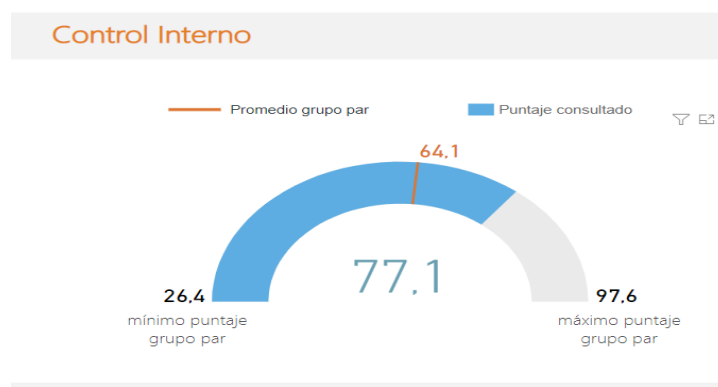 Control Interno
Promedio grupo par
Puntaje consultado
64,1
77,1
26,4
mínimo puntaje
grupo par
97,6
máximo puntaje
grupo par